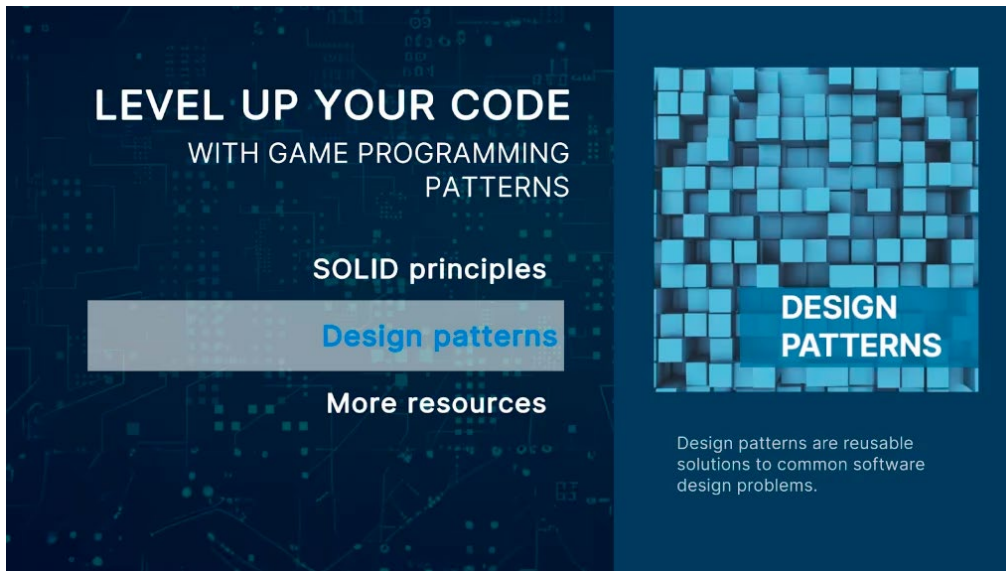 LEVEL UP YOUR CODE
WITH GAME PROGRAMMING
PATTERNS
SOLID principles
Design patterns
More resources
DESIGN
PATTERNS
Design patterns are reusable
solutions to common software
design problems.